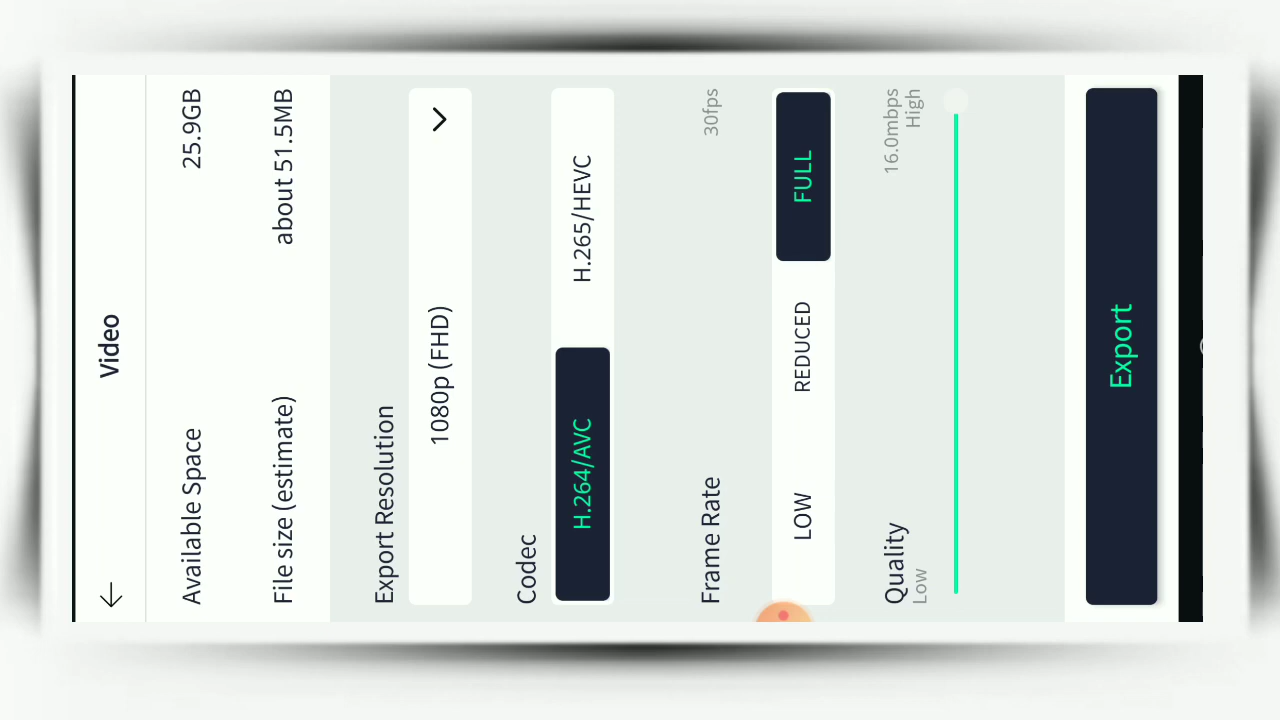 Video
Available Space 25.9GB
File size (estimate) about 51.5MB
Export Resolution
1080p (FHD)
Codec
H.264/AVC H.265/HEVC
Frame Rate 30fps
LOW REDUCED FULL
Quality 16.0mbps
Low High
Export